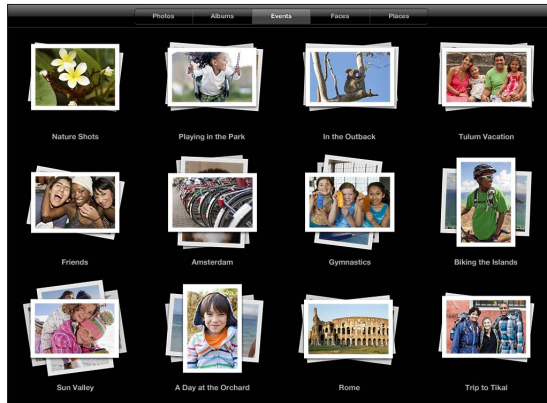 Photos Albums Events Faces Places
Nature Shots Playing in the Park In the Outback Tulum Vacation
Friends Amsterdam Gymnastics Biking the Islands
Sun Valley A Day at the Orchard Rome Trip to Tikal